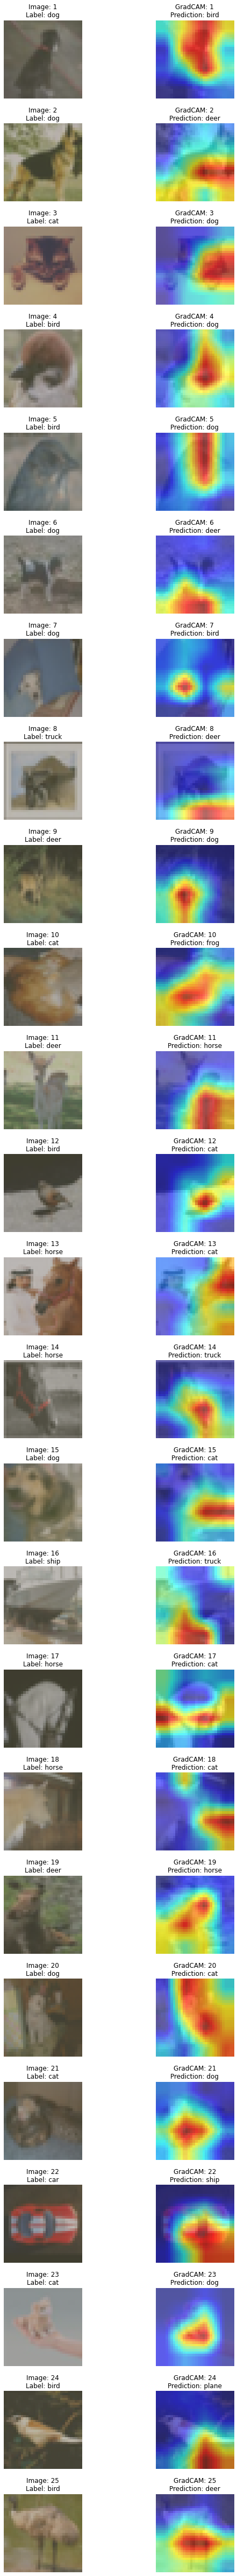 Image: 1
Label: dog
GradCAM: 1
Prediction: bird
Image: 2
Label: dog
GradCAM: 2
Prediction: deer
Image: 3
Label: cat
GradCAM: 3
Prediction: dog
Image: 4
Label: bird
GradCAM: 4
Prediction: dog
Image: 5
Label: bird
GradCAM: 5
Prediction: dog
Image: 6
Label: dog
GradCAM: 6
Prediction: deer
Image: 7
Label: dog
GradCAM: 7
Prediction: bird
Image: 8
Label: truck
GradCAM: 8
Prediction: deer
Image: 9
Label: deer
GradCAM: 9
Prediction: dog
Image: 10
Label: cat
GradCAM: 10
Prediction: frog
Image: 11
Label: deer
GradCAM: 11
Prediction: horse
Image: 12
Label: bird
GradCAM: 12
Prediction: cat
Image: 13
Label: horse
GradCAM: 13
Prediction: cat
Image: 14
Label: horse
GradCAM: 14
Prediction: truck
Image: 15
Label: dog
GradCAM: 15
Prediction: cat
Image: 16
Label: ship
GradCAM: 16
Prediction: truck
Image: 17
Label: horse
GradCAM: 17
Prediction: cat
Image: 18
Label: horse
GradCAM: 18
Prediction: cat
Image: 19
Label: deer
GradCAM: 19
Prediction: horse
Image: 20
Label: dog
GradCAM: 20
Prediction: cat
Image: 21
Label: cat
GradCAM: 21
Prediction: dog
Image: 22
Label: car
GradCAM: 22
Prediction: ship
Image: 23
Label: cat
GradCAM: 23
Prediction: dog
Image: 24
Label: bird
GradCAM: 24
Prediction: plane
Image: 25
Label: bird
GradCAM: 25
Prediction: deer